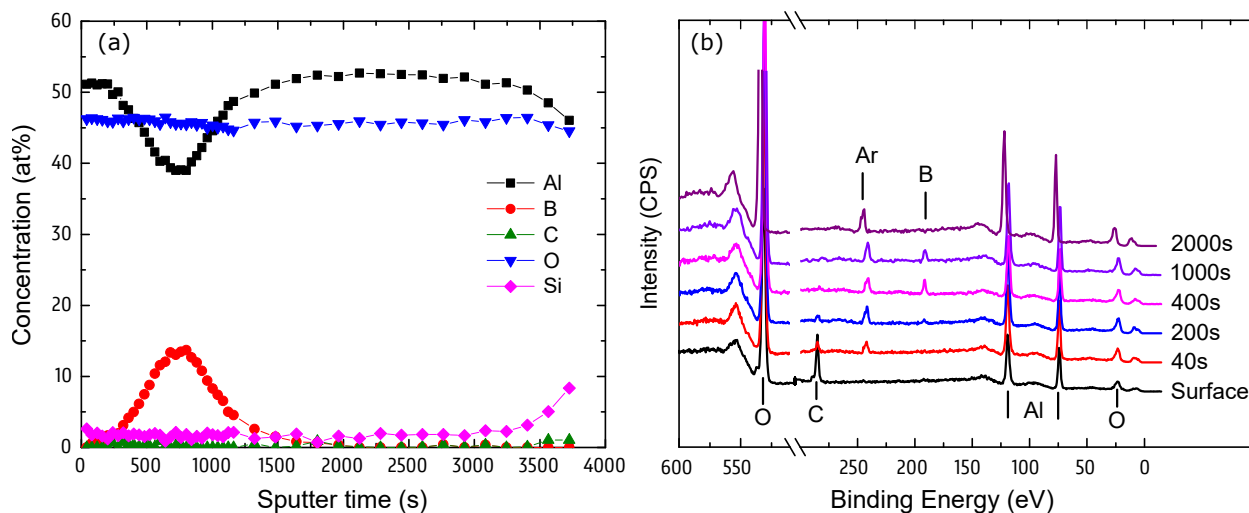 (a)
Concentration (at%)
60
50
40
30
20
10
0
Al
B
C
O
Si
0 500 1000 1500 2000 2500 3000 3500 4000
Sputter time (s)
(b)
Intensity (CPS)
Ar
B
2000s
1000s
400s
200s
40s
Surface
O C Al O
600 550 250 200 150 100 50 0
Binding Energy (eV)